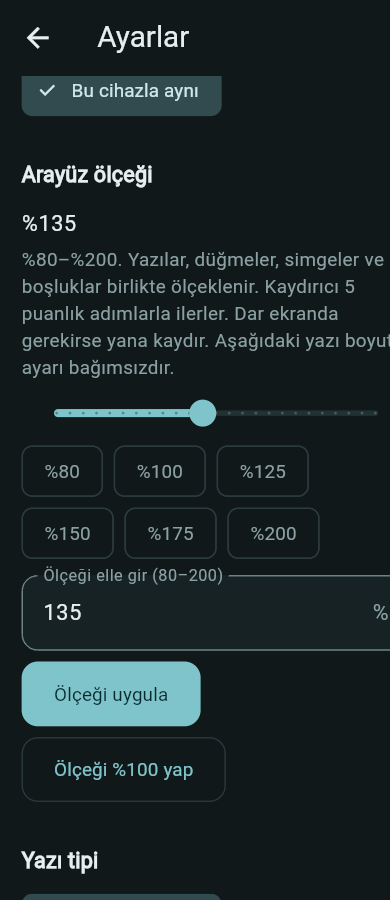 Ayarlar
Bu cihazla aynı
Arayüz ölçeği
%135
%80–%200. Yazılar, düğmeler, simgeler ve
boşluklar birlikte ölçeklenir. Kaydırıcı 5
puanlık adımlarla ilerler. Dar ekranda
gerekirse yana kaydır. Aşağıdaki yazı boyut
ayarı bağımsızdır.
%80 %100 %125
%150 %175 %200
Ölçeği elle gir (80–200)
135 %
Ölçeği uygula
Ölçeği %100 yap
Yazı tipi